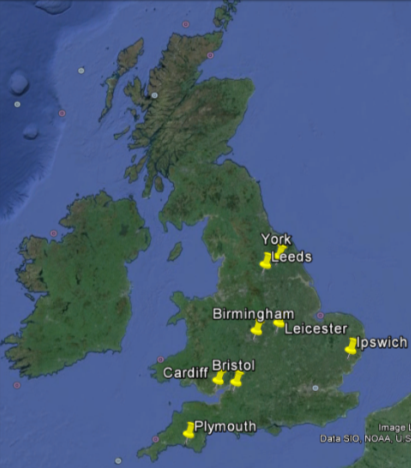 York
Leeds
Birmingham
Leicester
Ipswich
Cardiff Bristol
Plymouth
Image L
Data SIO, NOAA, U.S